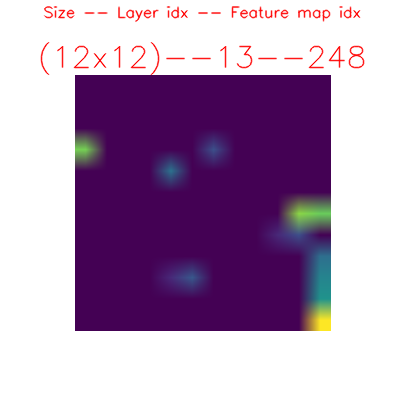 Size -- Layer idx -- Feature map idx
(12x12)--13--248